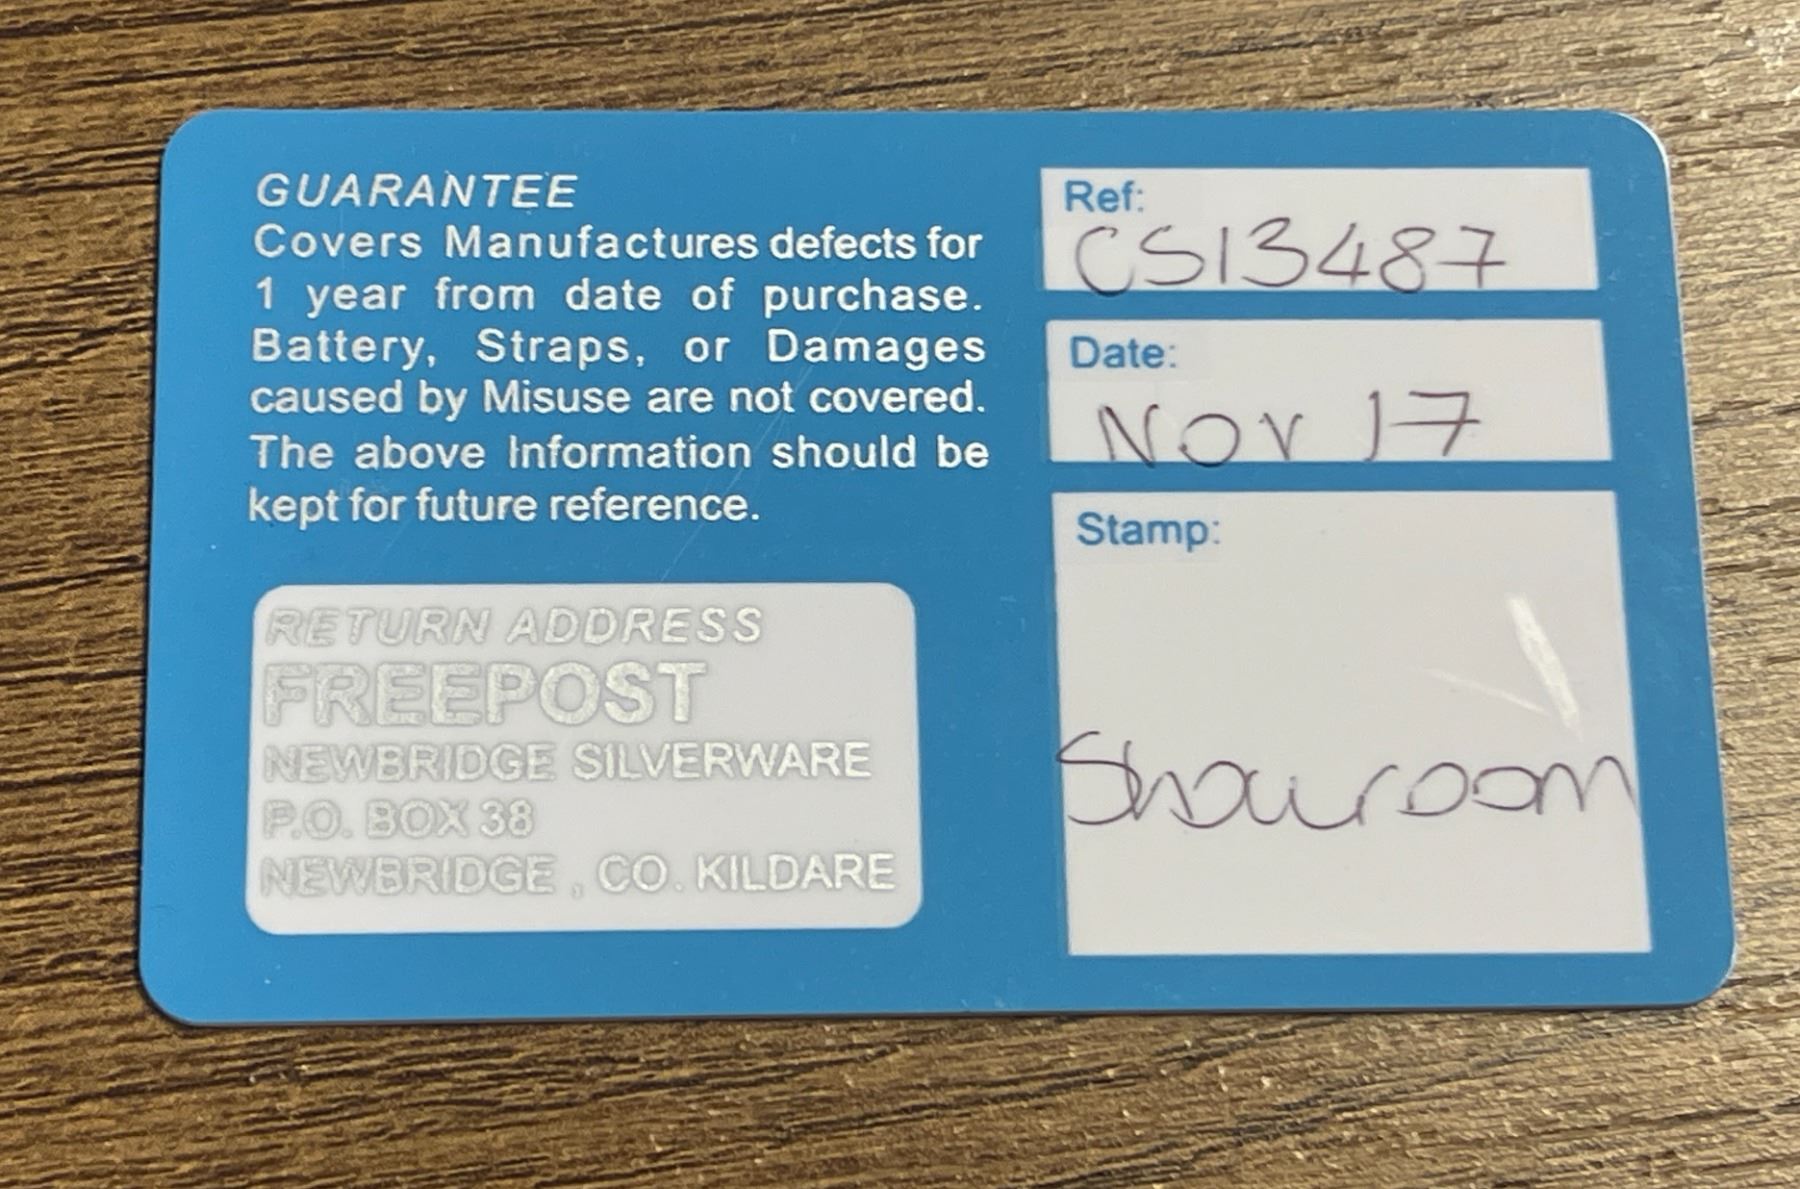 GUARANTEE
Covers Manufactures defects for
1 year from date of purchase.
Battery, Straps, or Damages
caused by Misuse are not covered.
The above Information should be
kept for future reference.
RETURN ADDRESS
FREEPOST
NEWBRIDGE SILVERWARE
P.O. BOX 38
NEWBRIDGE , CO. KILDARE
Ref:
CS13487
Date:
Nov 17
Stamp:
Showroom